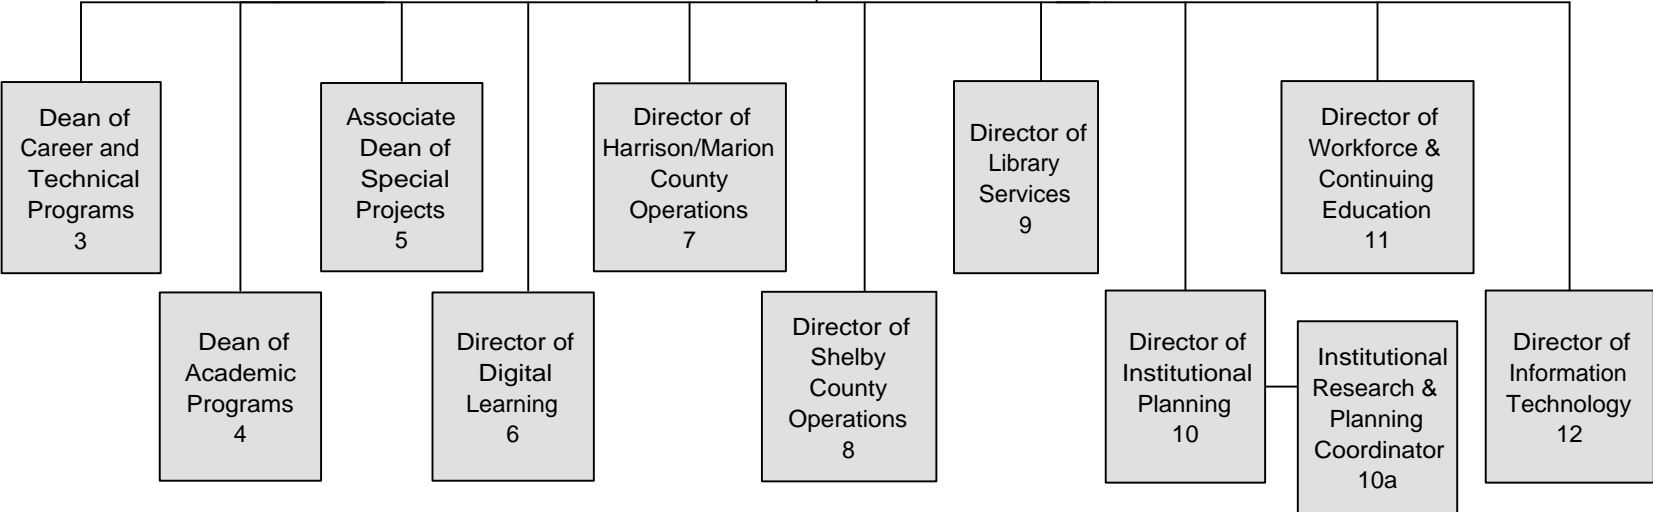 Dean of
Career and
Technical
Programs
3
Dean of
Academic
Programs
4
Associate
Dean of
Special
Projects
5
Director of
Digital
Learning
6
Director of
Harrison/Marion
County
Operations
7
Director of
Shelby
County
Operations
8
Director of
Library
Services
9
Director of
Institutional
Planning
10
Institutional
Research &
Planning
Coordinator
10a
Director of
Workforce &
Continuing
Education
11
Director of
Information
Technology
12